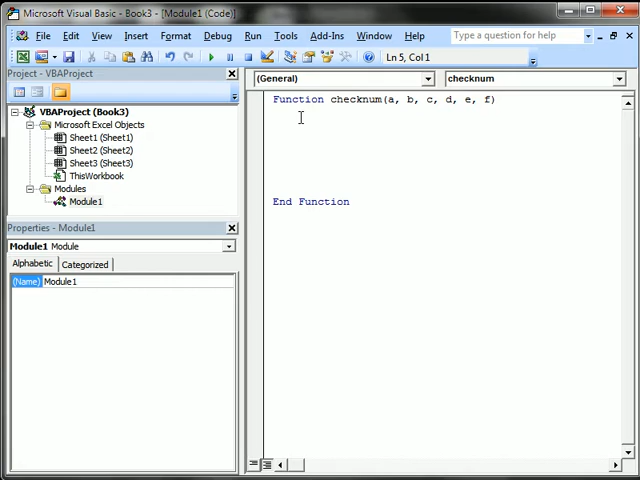 Microsoft Visual Basic - Book3 - [Module1 (Code)]
File Edit View Insert Format Debug Run Tools Add-Ins Window Help Type a question for help
Ln 5, Col 1
Project - VBAProject
(General) checknum
VBAProject (Book3)
Microsoft Excel Objects
Sheet1 (Sheet1)
Sheet2 (Sheet2)
Sheet3 (Sheet3)
ThisWorkbook
Modules
Module1
Function checknum(a, b, c, d, e, f)
End Function
Properties - Module1
Module1 Module
Alphabetic Categorized
(Name) Module1